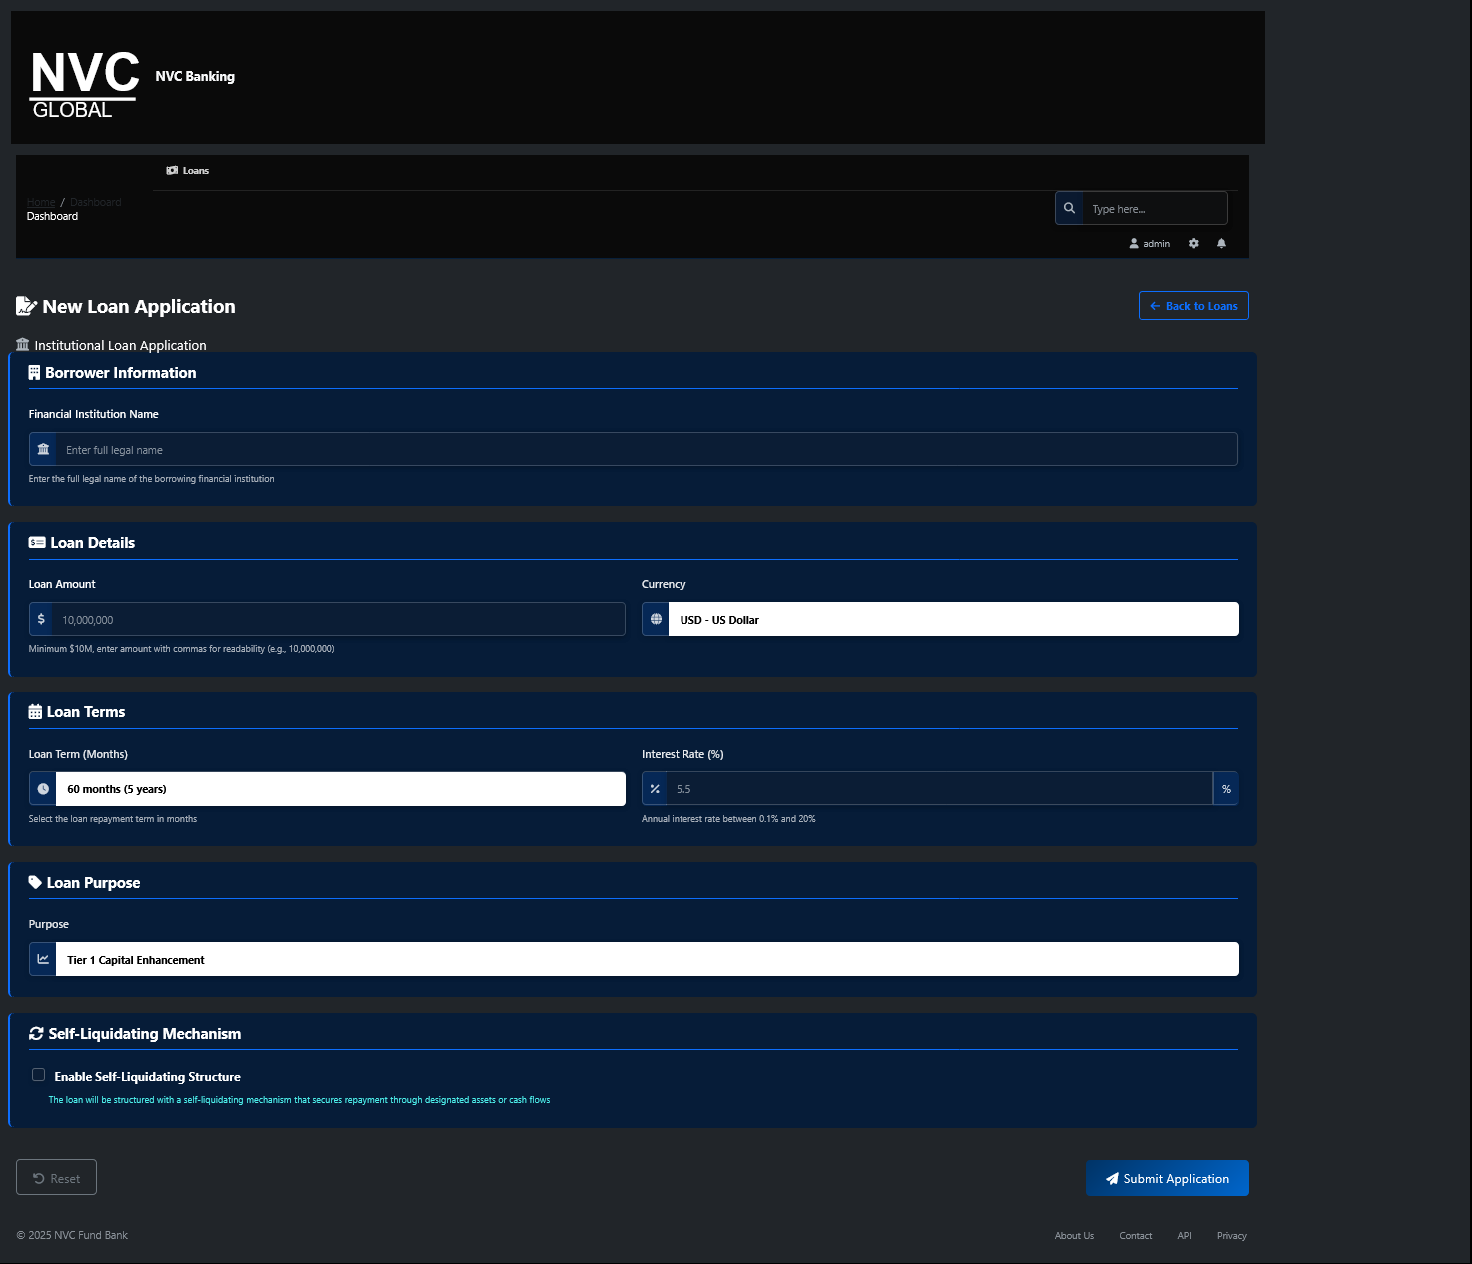 NVC
GLOBAL
NVC Banking
Loans
Home / Dashboard
Dashboard
Type here...
admin
New Loan Application
Back to Loans
Institutional Loan Application
Borrower Information
Financial Institution Name
Enter full legal name
Enter the full legal name of the borrowing financial institution
Loan Details
Loan Amount
Currency
$ 10,000,000
USD - US Dollar
Minimum $10M, enter amount with commas for readability (e.g., 10,000,000)
Loan Terms
Loan Term (Months)
Interest Rate (%)
60 months (5 years)
% 5.5 %
Select the loan repayment term in months
Annual interest rate between 0.1% and 20%
Loan Purpose
Purpose
Tier 1 Capital Enhancement
Self-Liquidating Mechanism
Enable Self-Liquidating Structure
The loan will be structured with a self-liquidating mechanism that secures repayment through designated assets or cash flows
Reset
Submit Application
© 2025 NVC Fund Bank
About Us Contact API Privacy